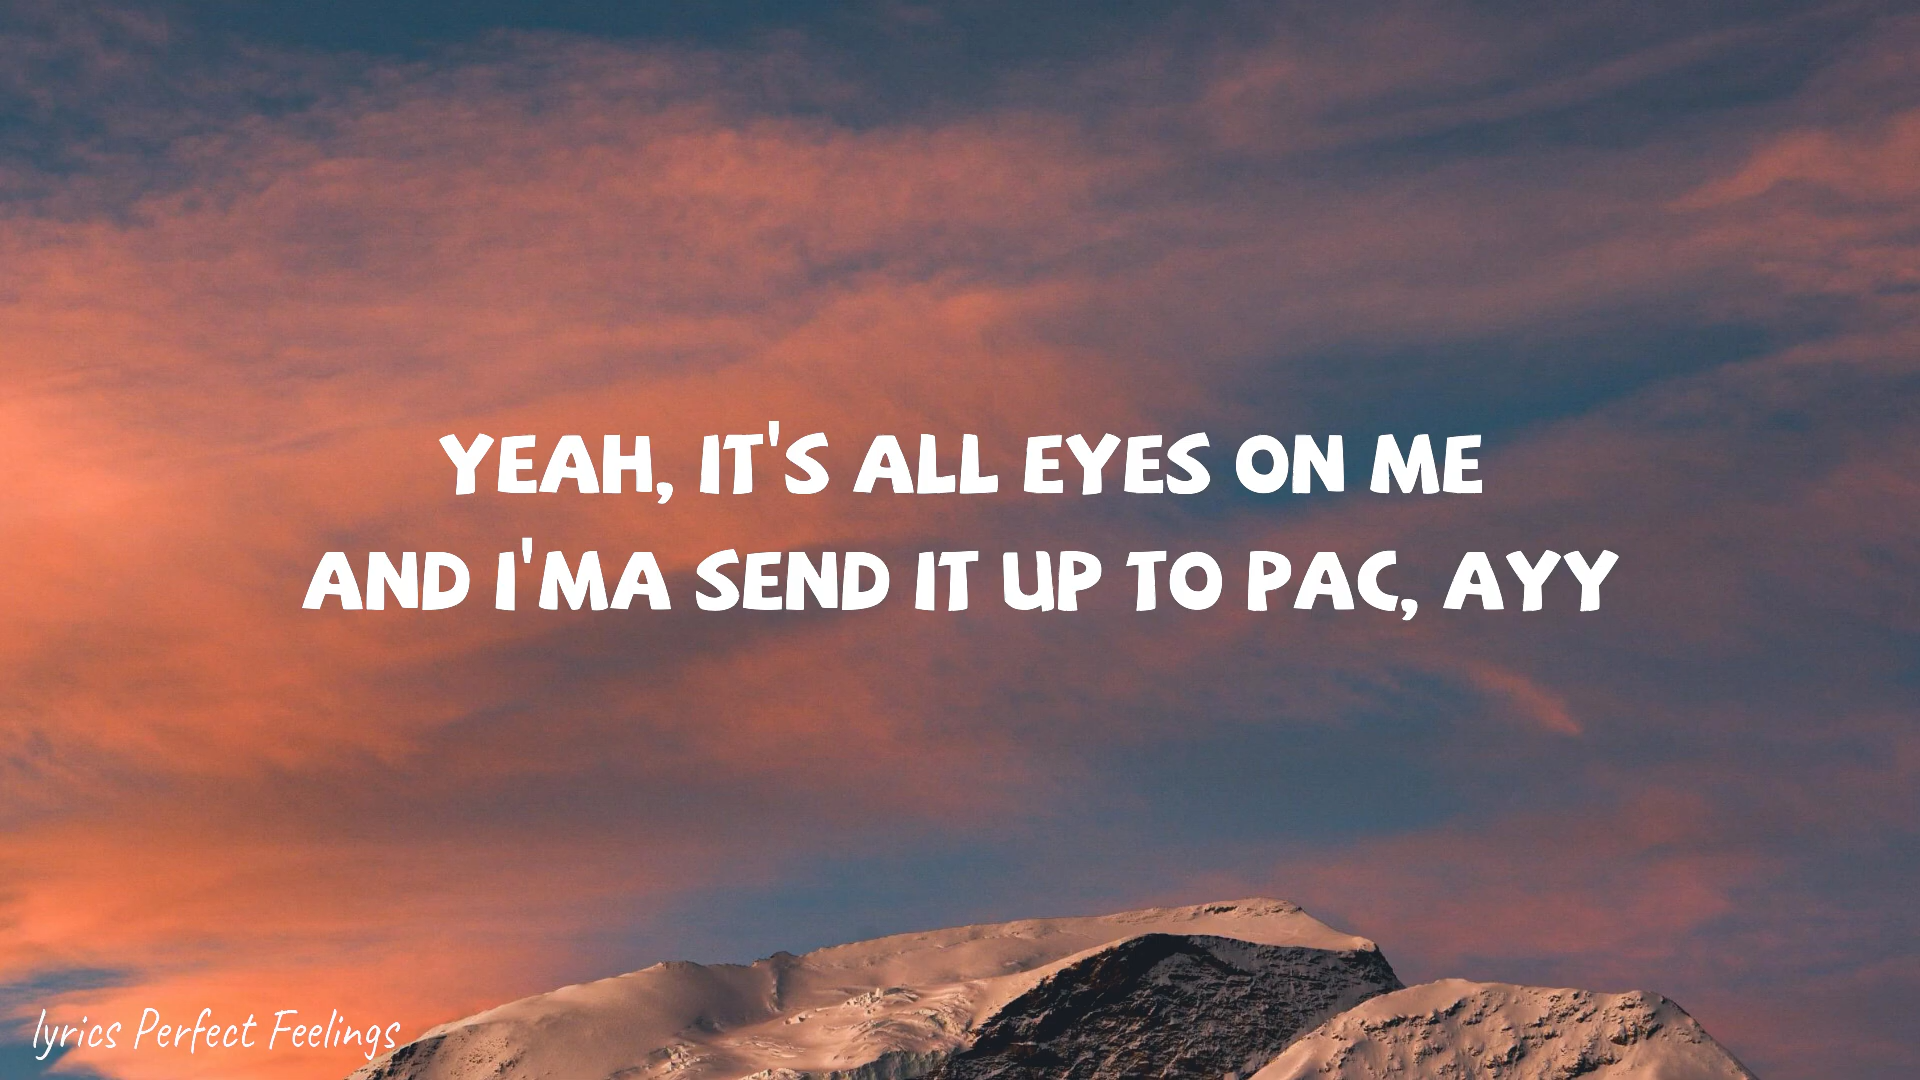 YEAH, IT'S ALL EYES ON ME
AND I'MA SEND IT UP TO PAC, AYY
lyrics Perfect Feelings